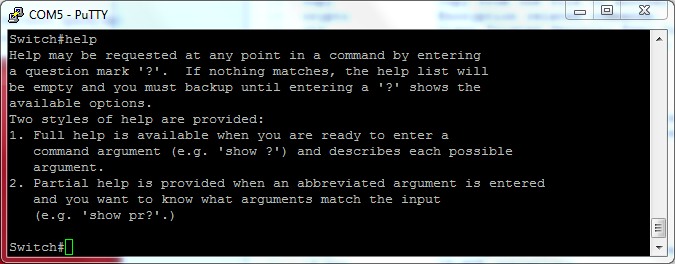 COM5 - PuTTY
Switch#help
Help may be requested at any point in a command by entering
a question mark '?'.  If nothing matches, the help list will
be empty and you must backup until entering a '?' shows the
available options.
Two styles of help are provided:
1. Full help is available when you are ready to enter a
   command argument (e.g. 'show ?') and describes each possible
   argument.
2. Partial help is provided when an abbreviated argument is entered
   and you want to know what arguments match the input
   (e.g. 'show pr?'.)
Switch#